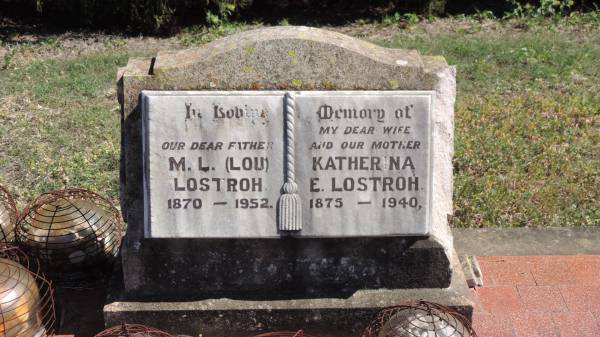 In Loving
OUR DEAR FATHER
M. L. (LOU)
LOSTROH.
1870 — 1952.
Memory of
MY DEAR WIFE
AND OUR MOTHER
KATHERINA
E. LOSTROH.
1875 — 1940,